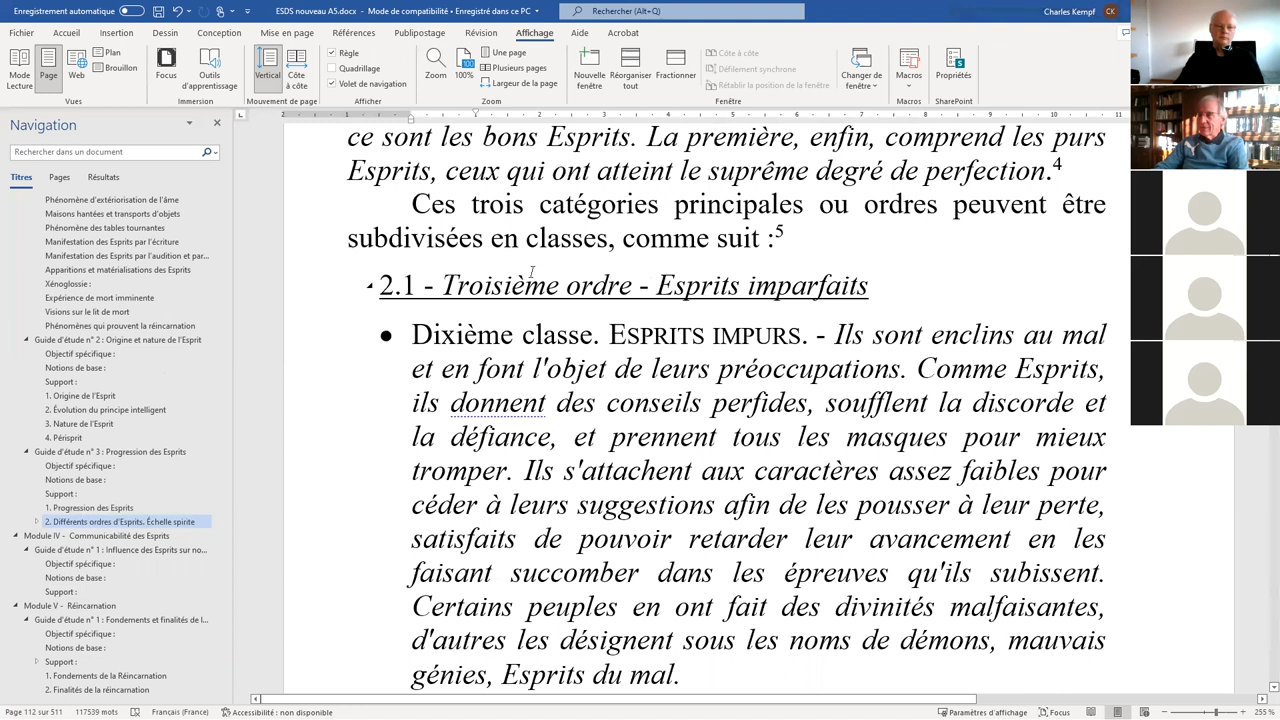 Enregistrement automatique
ESDS nouveau A5.docx - Mode de compatibilité • Enregistré dans ce PC
Rechercher (Alt+Q)
Charles Kempf
CK
Fichier Accueil Insertion Dessin Conception Mise en page Références Publipostage Révision Affichage Aide Acrobat
Mode Lecture
Page
Web
Plan
Brouillon
Vues
Focus
Outils d'apprentissage
Immersion
Vertical
Côte à côte
Mouvement de page
Règle
Quadrillage
Volet de navigation
Afficher
Zoom
100%
Une page
Plusieurs pages
Largeur de la page
Zoom
Nouvelle fenêtre
Réorganiser tout
Fractionner
Côte à côte
Défilement synchrone
Rétablir la position de la fenêtre
Fenêtre
Changer de fenêtre
Macros
Macros
Propriétés
SharePoint
Navigation
Rechercher dans un document
Titres Pages Résultats
Phénomène d'extériorisation de l'âme
Maisons hantées et transports d'objets
Phénomène des tables tournantes
Manifestation des Esprits par l'écriture
Manifestation des Esprits par l'audition et par...
Apparitions et matérialisations des Esprits
Xénoglossie :
Expérience de mort imminente
Visions sur le lit de mort
Phénomènes qui prouvent la réincarnation
Guide d'étude n° 2 : Origine et nature de l'Esprit
Objectif spécifique :
Notions de base :
Support :
1. Origine de l'Esprit
2. Évolution du principe intelligent
3. Nature de l'Esprit
4. Périsprit
Guide d'étude n° 3 : Progression des Esprits
Objectif spécifique :
Notions de base :
Support :
1. Progression des Esprits
2. Différents ordres d'Esprits. Échelle spirite
Module IV - Communicabilité des Esprits
Guide d'étude n° 1 : Influence des Esprits sur no...
Objectif spécifique :
Notions de base :
Support :
Module V - Réincarnation
Guide d'étude n° 1 : Fondements et finalités de l...
Objectif spécifique :
Notions de base :
Support :
1. Fondements de la Réincarnation
2. Finalités de la réincarnation
ce sont les bons Esprits. La première, enfin, comprend les purs
Esprits, ceux qui ont atteint le suprême degré de perfection.4
Ces trois catégories principales ou ordres peuvent être
subdivisées en classes, comme suit :5
2.1 - Troisième ordre - Esprits imparfaits
● Dixième classe. ESPRITS IMPURS. - Ils sont enclins au mal
et en font l'objet de leurs préoccupations. Comme Esprits,
ils donnent des conseils perfides, soufflent la discorde et
la défiance, et prennent tous les masques pour mieux
tromper. Ils s'attachent aux caractères assez faibles pour
céder à leurs suggestions afin de les pousser à leur perte,
satisfaits de pouvoir retarder leur avancement en les
faisant succomber dans les épreuves qu'ils subissent.
Certains peuples en ont fait des divinités malfaisantes,
d'autres les désignent sous les noms de démons, mauvais
génies, Esprits du mal.
Page 112 sur 511 117539 mots Français (France) Accessibilité : non disponible
Paramètres d'affichage Focus 255 %